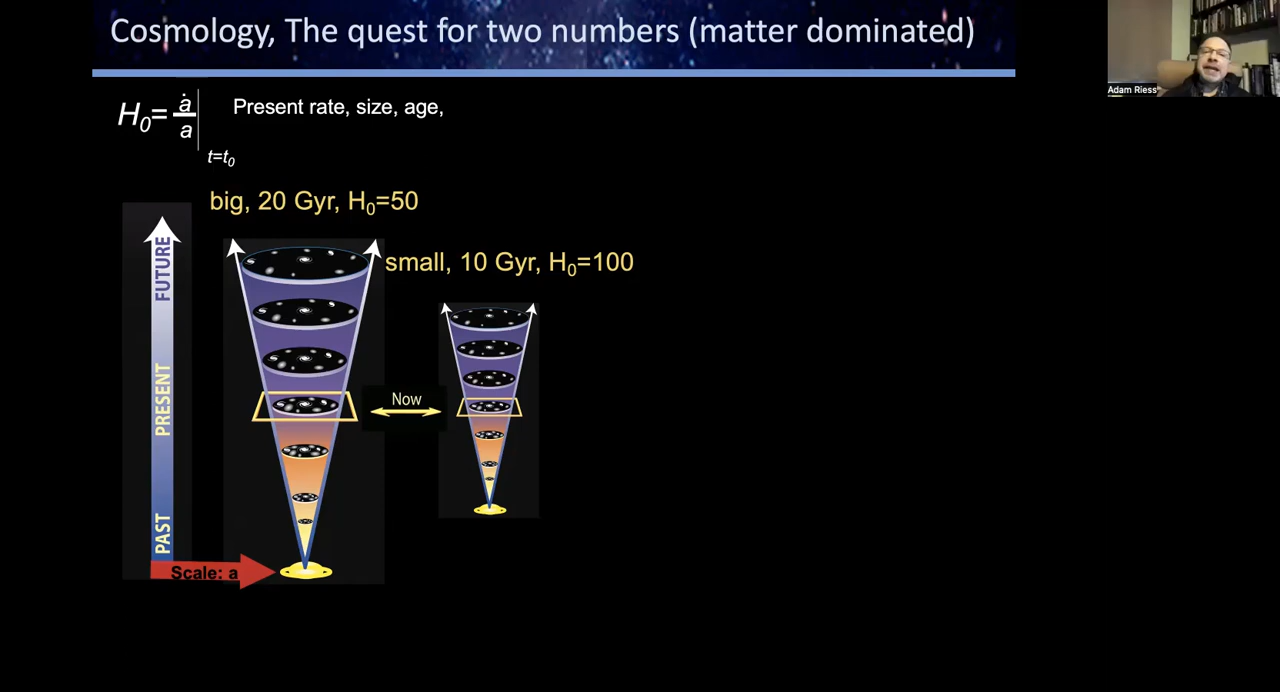 Cosmology, The quest for two numbers (matter dominated)
Adam Riess
H₀= ȧ/a |
t=t₀
Present rate, size, age,
big, 20 Gyr, H₀=50
small, 10 Gyr, H₀=100
FUTURE
PRESENT
PAST
Now
Scale: a